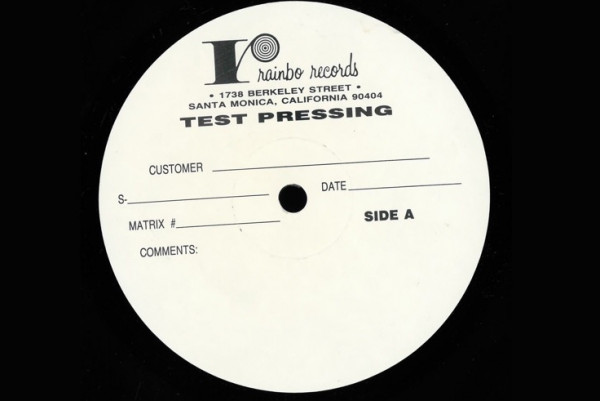 r
rainbo records
• 1738 BERKELEY STREET •
SANTA MONICA, CALIFORNIA 90404
TEST PRESSING
CUSTOMER
S-
DATE
MATRIX #
SIDE A
COMMENTS: